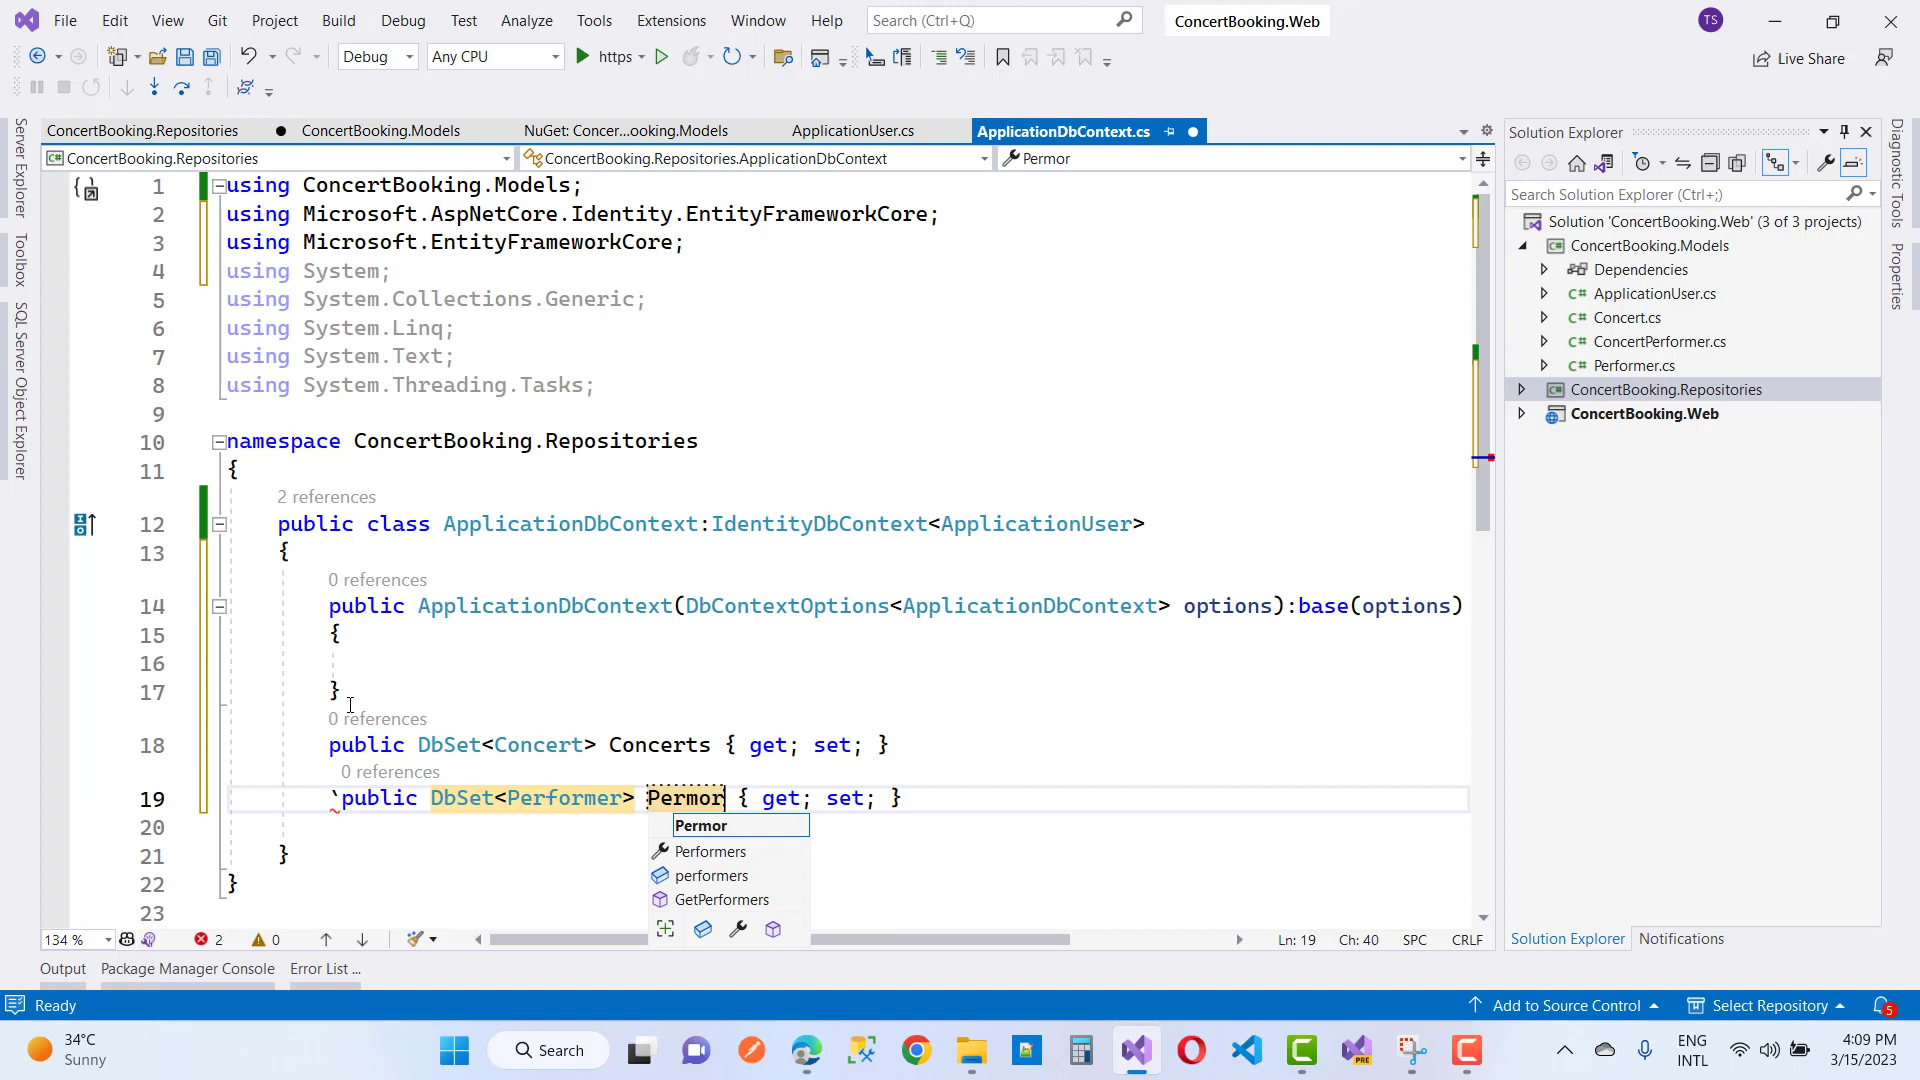 File Edit View Git Project Build Debug Test Analyze Tools Extensions Window Help Search (Ctrl+Q) ConcertBooking.Web TS
Debug Any CPU https Live Share
ConcertBooking.Repositories ConcertBooking.Models NuGet: Concer...ooking.Models ApplicationUser.cs ApplicationDbContext.cs
ConcertBooking.Repositories ConcertBooking.Repositories.ApplicationDbContext Permor
Server Explorer
Toolbox
SQL Server Object Explorer
1 using ConcertBooking.Models;
2 using Microsoft.AspNetCore.Identity.EntityFrameworkCore;
3 using Microsoft.EntityFrameworkCore;
4 using System;
5 using System.Collections.Generic;
6 using System.Linq;
7 using System.Text;
8 using System.Threading.Tasks;
9
10 namespace ConcertBooking.Repositories
11 {
2 references
12 public class ApplicationDbContext:IdentityDbContext<ApplicationUser>
13 {
0 references
14 public ApplicationDbContext(DbContextOptions<ApplicationDbContext> options):base(options)
15 {
16
17 }
0 references
18 public DbSet<Concert> Concerts { get; set; }
0 references
19 `public DbSet<Performer> Permor { get; set; }
20
21 }
22 }
23
Permor
Performers
performers
GetPerformers
134 % 2 0 Ln: 19 Ch: 40 SPC CRLF
Solution Explorer
Search Solution Explorer (Ctrl+;)
Solution 'ConcertBooking.Web' (3 of 3 projects)
ConcertBooking.Models
Dependencies
C# ApplicationUser.cs
C# Concert.cs
C# ConcertPerformer.cs
C# Performer.cs
ConcertBooking.Repositories
ConcertBooking.Web
Solution Explorer Notifications
Diagnostic Tools
Properties
Output Package Manager Console Error List ...
Ready Add to Source Control Select Repository 5
34°C
Sunny
Search
PRE
ENG
INTL
4:09 PM
3/15/2023